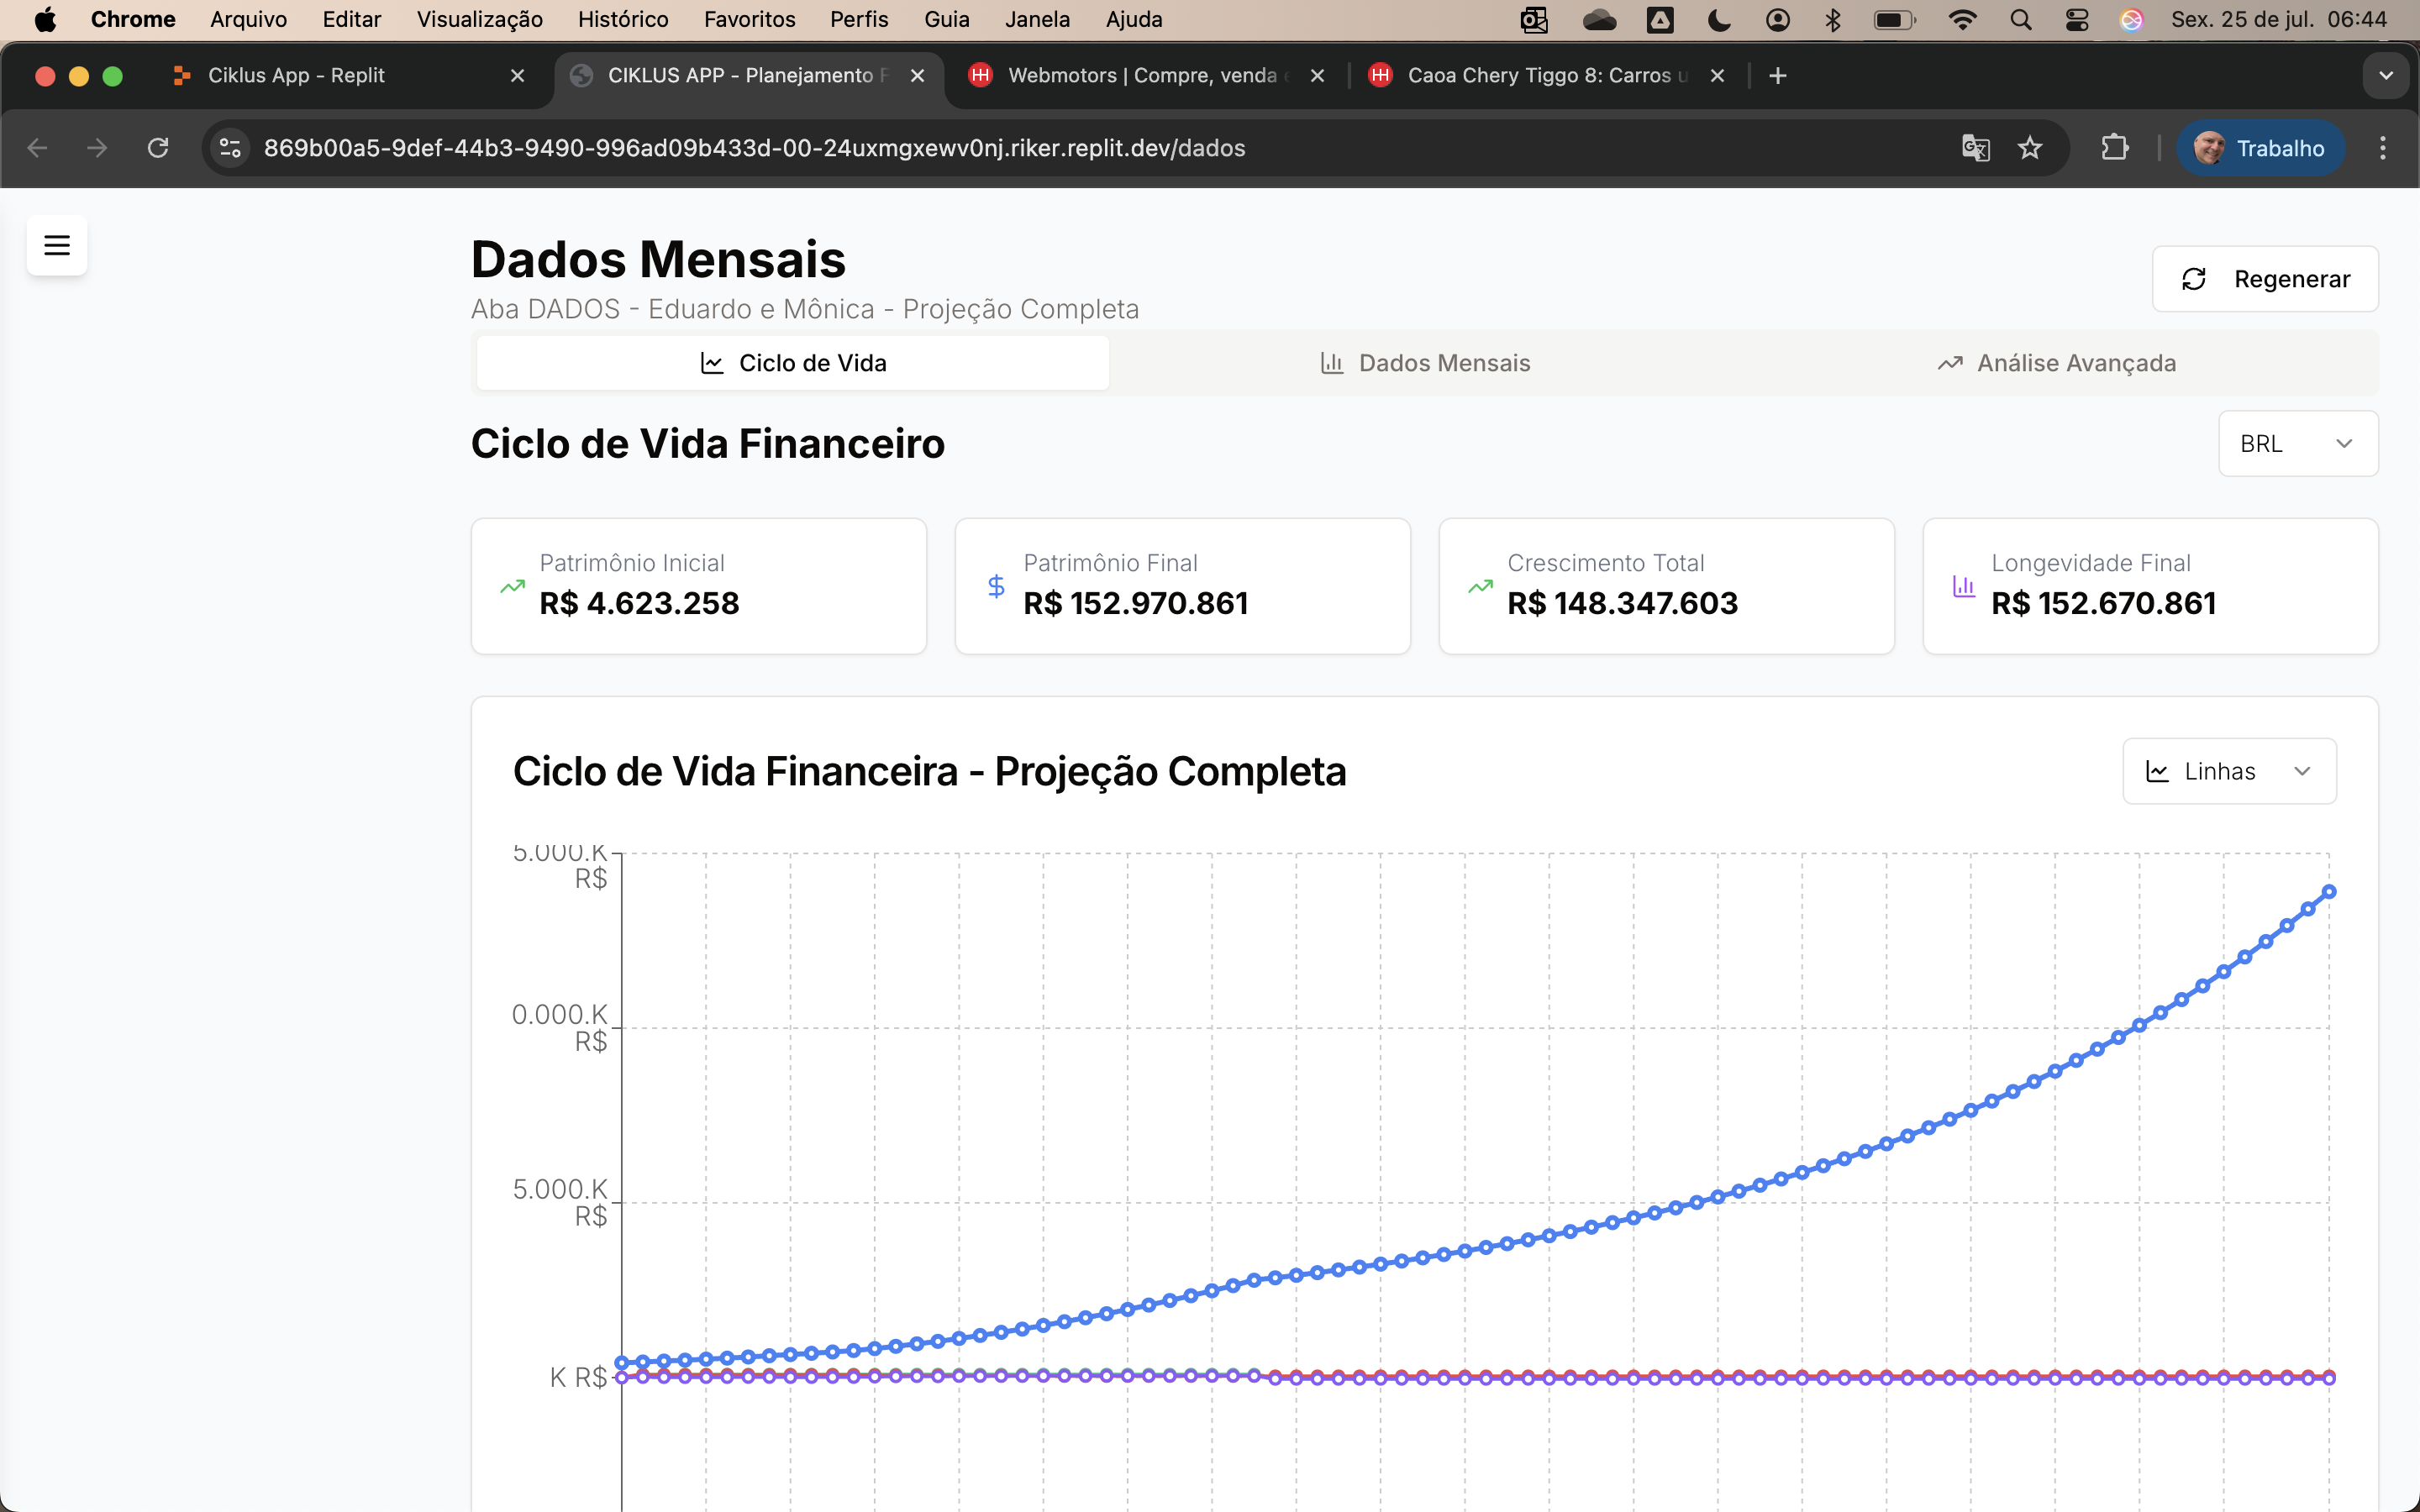 Chrome Arquivo Editar Visualização Histórico Favoritos Perfis Guia Janela Ajuda Sex. 25 de jul. 06:44
Ciklus App - Replit
CIKLUS APP - Planejamento F
Webmotors | Compre, venda e
Caoa Chery Tiggo 8: Carros u
869b00a5-9def-44b3-9490-996ad09b433d-00-24uxmgxewv0nj.riker.replit.dev/dados
Trabalho
Dados Mensais
Aba DADOS - Eduardo e Mônica - Projeção Completa
Regenerar
Ciclo de Vida
Dados Mensais
Análise Avançada
Ciclo de Vida Financeiro
BRL
Patrimônio Inicial
R$ 4.623.258
Patrimônio Final
R$ 152.970.861
Crescimento Total
R$ 148.347.603
Longevidade Final
R$ 152.670.861
Ciclo de Vida Financeira - Projeção Completa
Linhas
5.000.K
R$
0.000.K
R$
5.000.K
R$
K R$